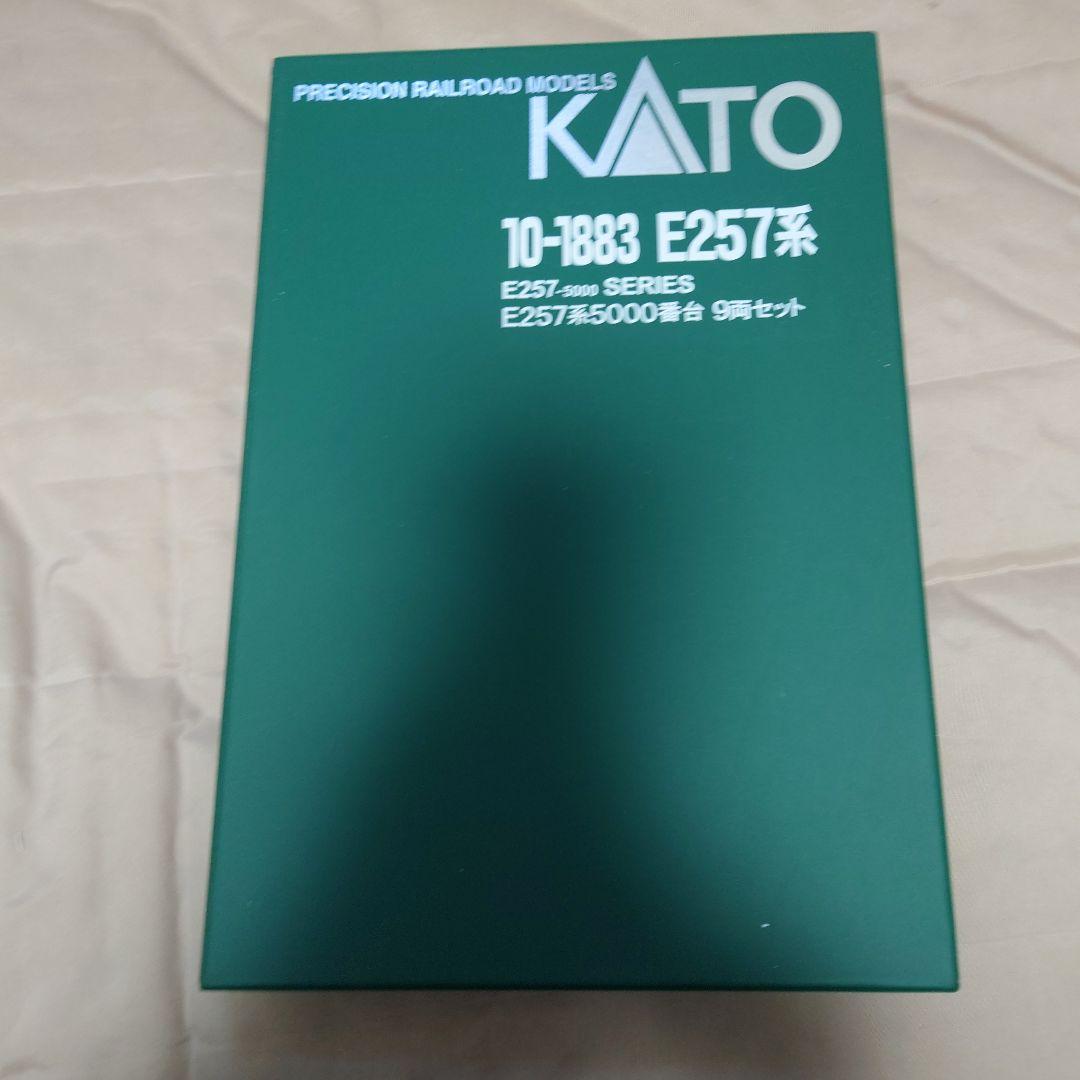 PRECISION RAILROAD MODELS
KATO
10-1883 E257系
E257-5000 SERIES
E257系5000番台 9両セット